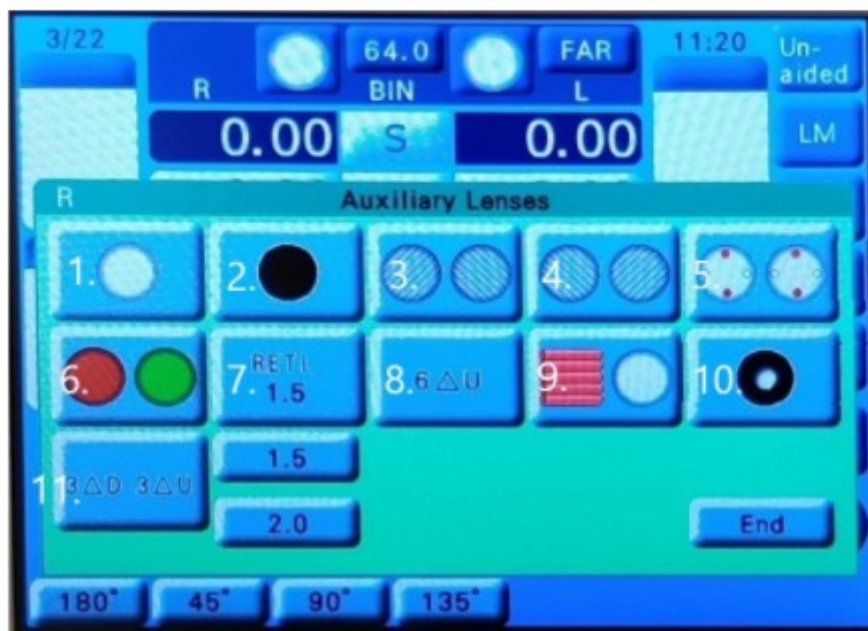 3/22 64.0 FAR 11:20 Un-
aided
R BIN L
0.00 S 0.00 LM
R Auxiliary Lenses
1. 2. 3. 4. 5.
6. 7. RETI. 1.5 8. 6 △ U 9. 10.
11. 3 △ D 3 △ U 1.5
2.0 End
180° 45° 90° 135°